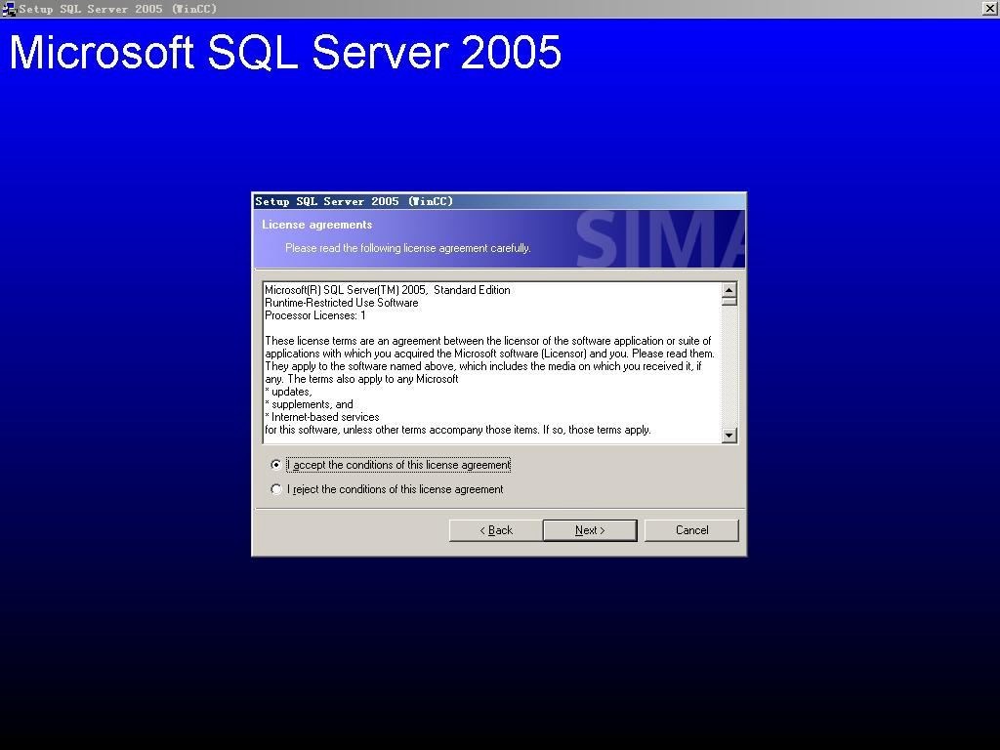 Setup SQL Server 2005 (WinCC)
Microsoft SQL Server 2005
Setup SQL Server 2005 (WinCC)
License agreements
Please read the following license agreement carefully.
SIMA
Microsoft(R) SQL Server(TM) 2005, Standard Edition
Runtime-Restricted Use Software
Processor Licenses: 1
These license terms are an agreement between the licensor of the software application or suite of
applications with which you acquired the Microsoft software (Licensor) and you. Please read them.
They apply to the software named above, which includes the media on which you received it, if
any. The terms also apply to any Microsoft
* updates,
* supplements, and
* Internet-based services
for this software, unless other terms accompany those items. If so, those terms apply.
I accept the conditions of this license agreement
I reject the conditions of this license agreement
< Back
Next >
Cancel